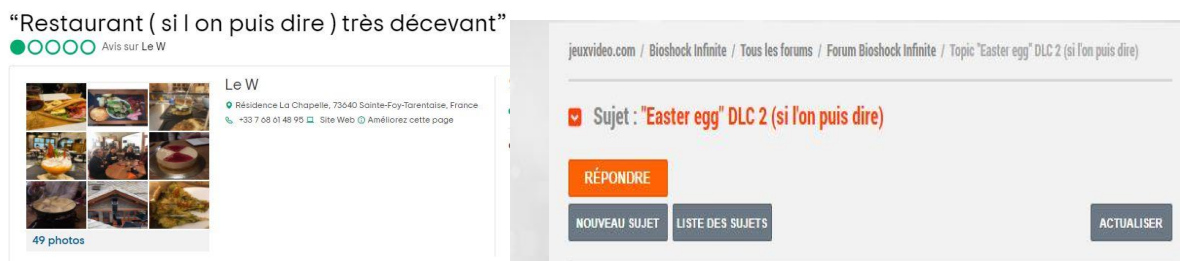 “Restaurant ( si l on puis dire ) très décevant”
Avis sur Le W
Le W
Résidence La Chapelle, 73640 Sainte-Foy-Tarentaise, France
+33 7 68 61 48 95 Site Web Améliorez cette page
49 photos
jeuxvideo.com / Bioshock Infinite / Tous les forums / Forum Bioshock Infinite / Topic "Easter egg" DLC 2 (si l'on puis dire)
Sujet : "Easter egg" DLC 2 (si l'on puis dire)
RÉPONDRE
NOUVEAU SUJET LISTE DES SUJETS ACTUALISER